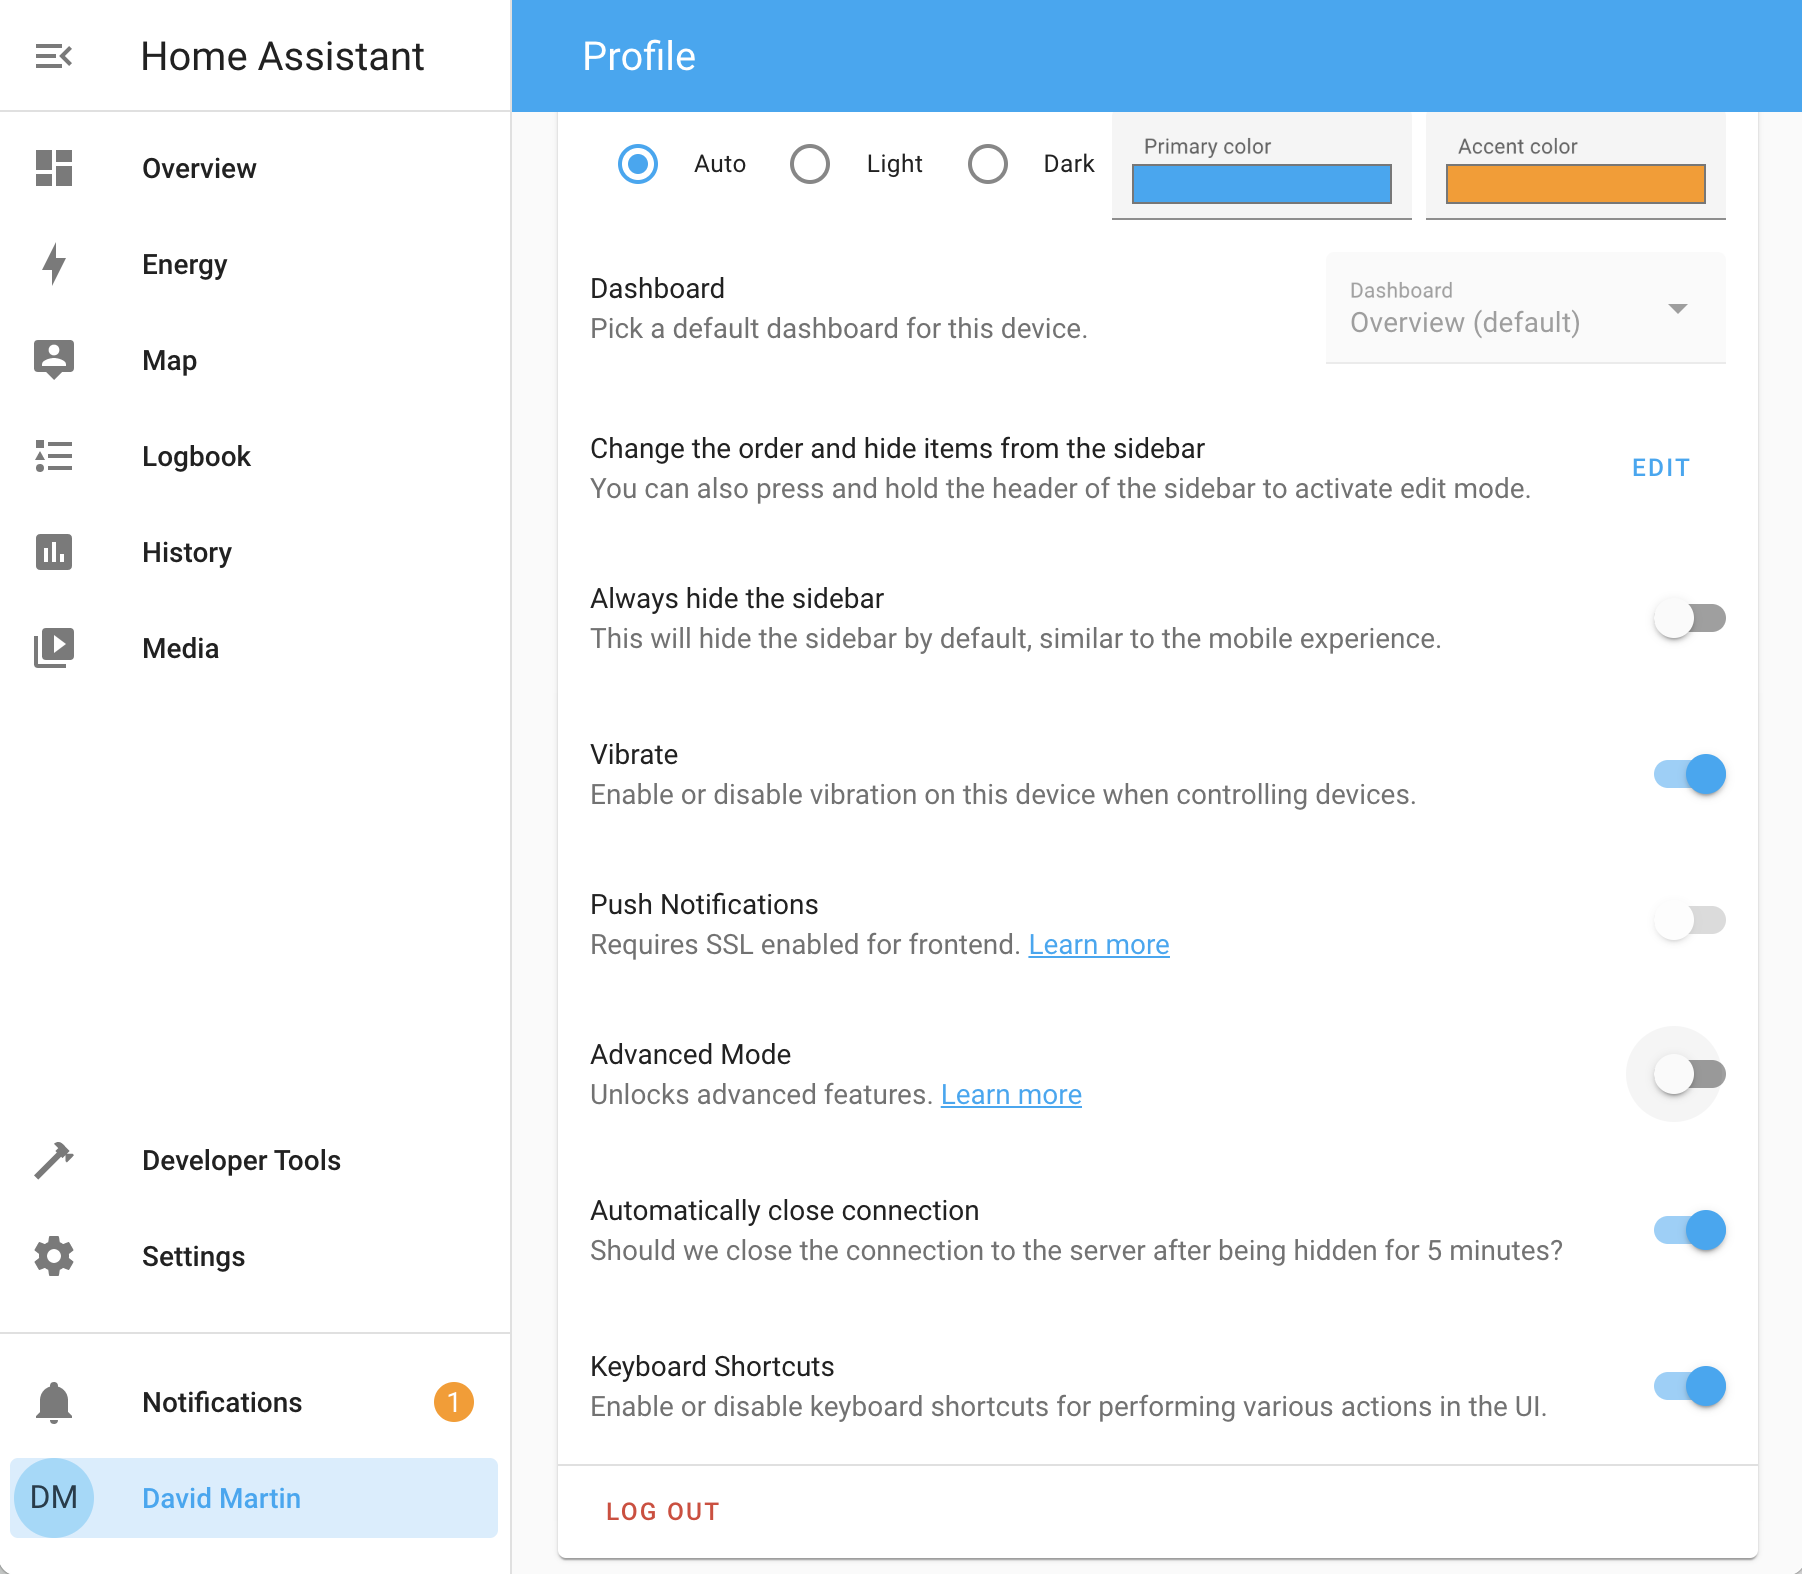 Home Assistant
Profile
Overview
Energy
Map
Logbook
History
Media
Developer Tools
Settings
Notifications
1
DM
David Martin
Auto
Light
Dark
Primary color
Accent color
Dashboard
Pick a default dashboard for this device.
Dashboard
Overview (default)
Change the order and hide items from the sidebar
You can also press and hold the header of the sidebar to activate edit mode.
EDIT
Always hide the sidebar
This will hide the sidebar by default, similar to the mobile experience.
Vibrate
Enable or disable vibration on this device when controlling devices.
Push Notifications
Requires SSL enabled for frontend. Learn more
Advanced Mode
Unlocks advanced features. Learn more
Automatically close connection
Should we close the connection to the server after being hidden for 5 minutes?
Keyboard Shortcuts
Enable or disable keyboard shortcuts for performing various actions in the UI.
LOG OUT